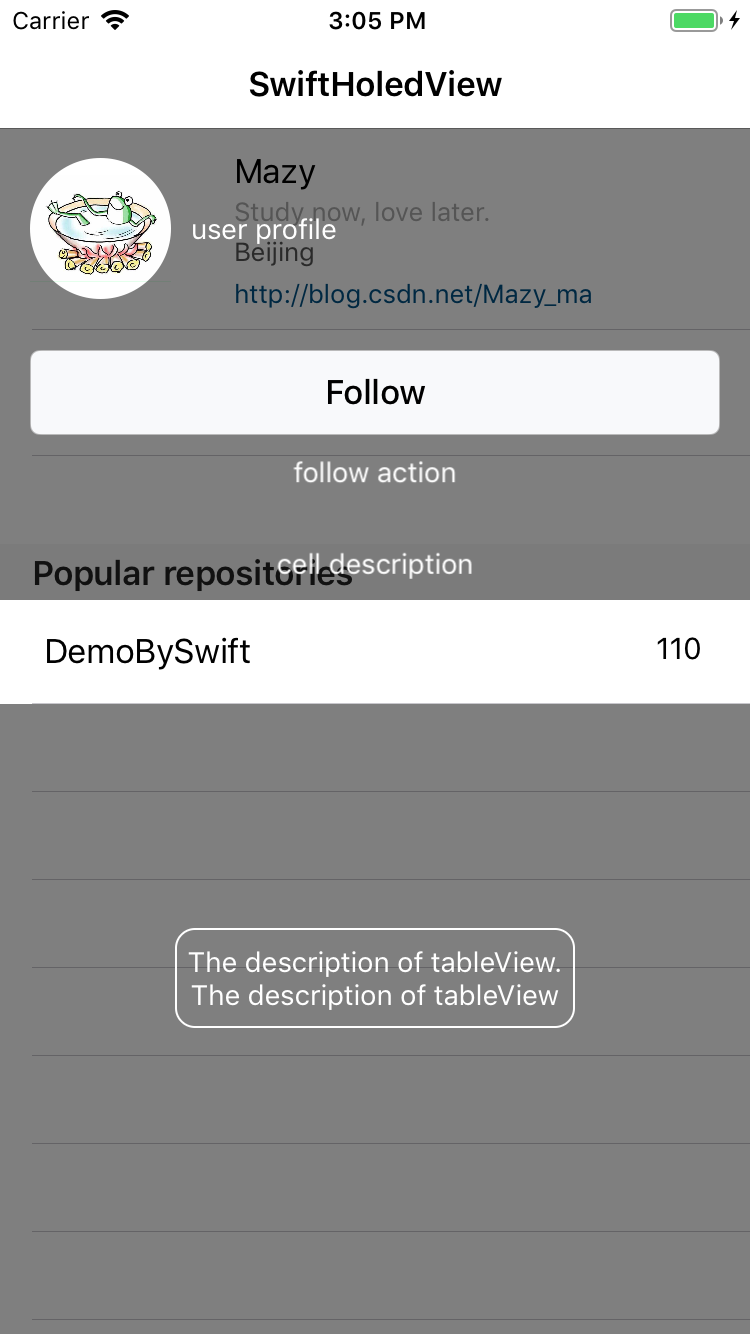 Carrier 3:05 PM
SwiftHoledView
Mazy
Study now, love later.
user profile
Beijing
http://blog.csdn.net/Mazy_ma
Follow
follow action
cell description
Popular repositories
DemoBySwift 110
The description of tableView.
The description of tableView